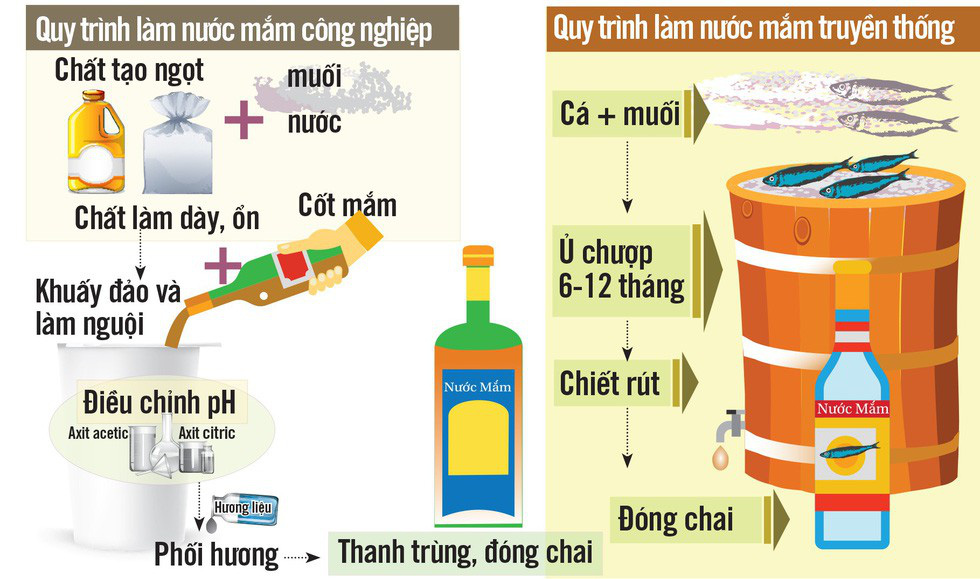 Quy trình làm nước mắm công nghiệp
Chất tạo ngọt
muối
nước
Chất làm dày, ổn
Cốt mắm
Khuấy đảo và
làm nguội
Điều chỉnh pH
Axit acetic
Axit citric
Hương liệu
Phối hương
Thanh trùng, đóng chai
Nước Mắm
Quy trình làm nước mắm truyền thống
Cá + muối
Ủ chượp
6-12 tháng
Chiết rút
Nước Mắm
Đóng chai